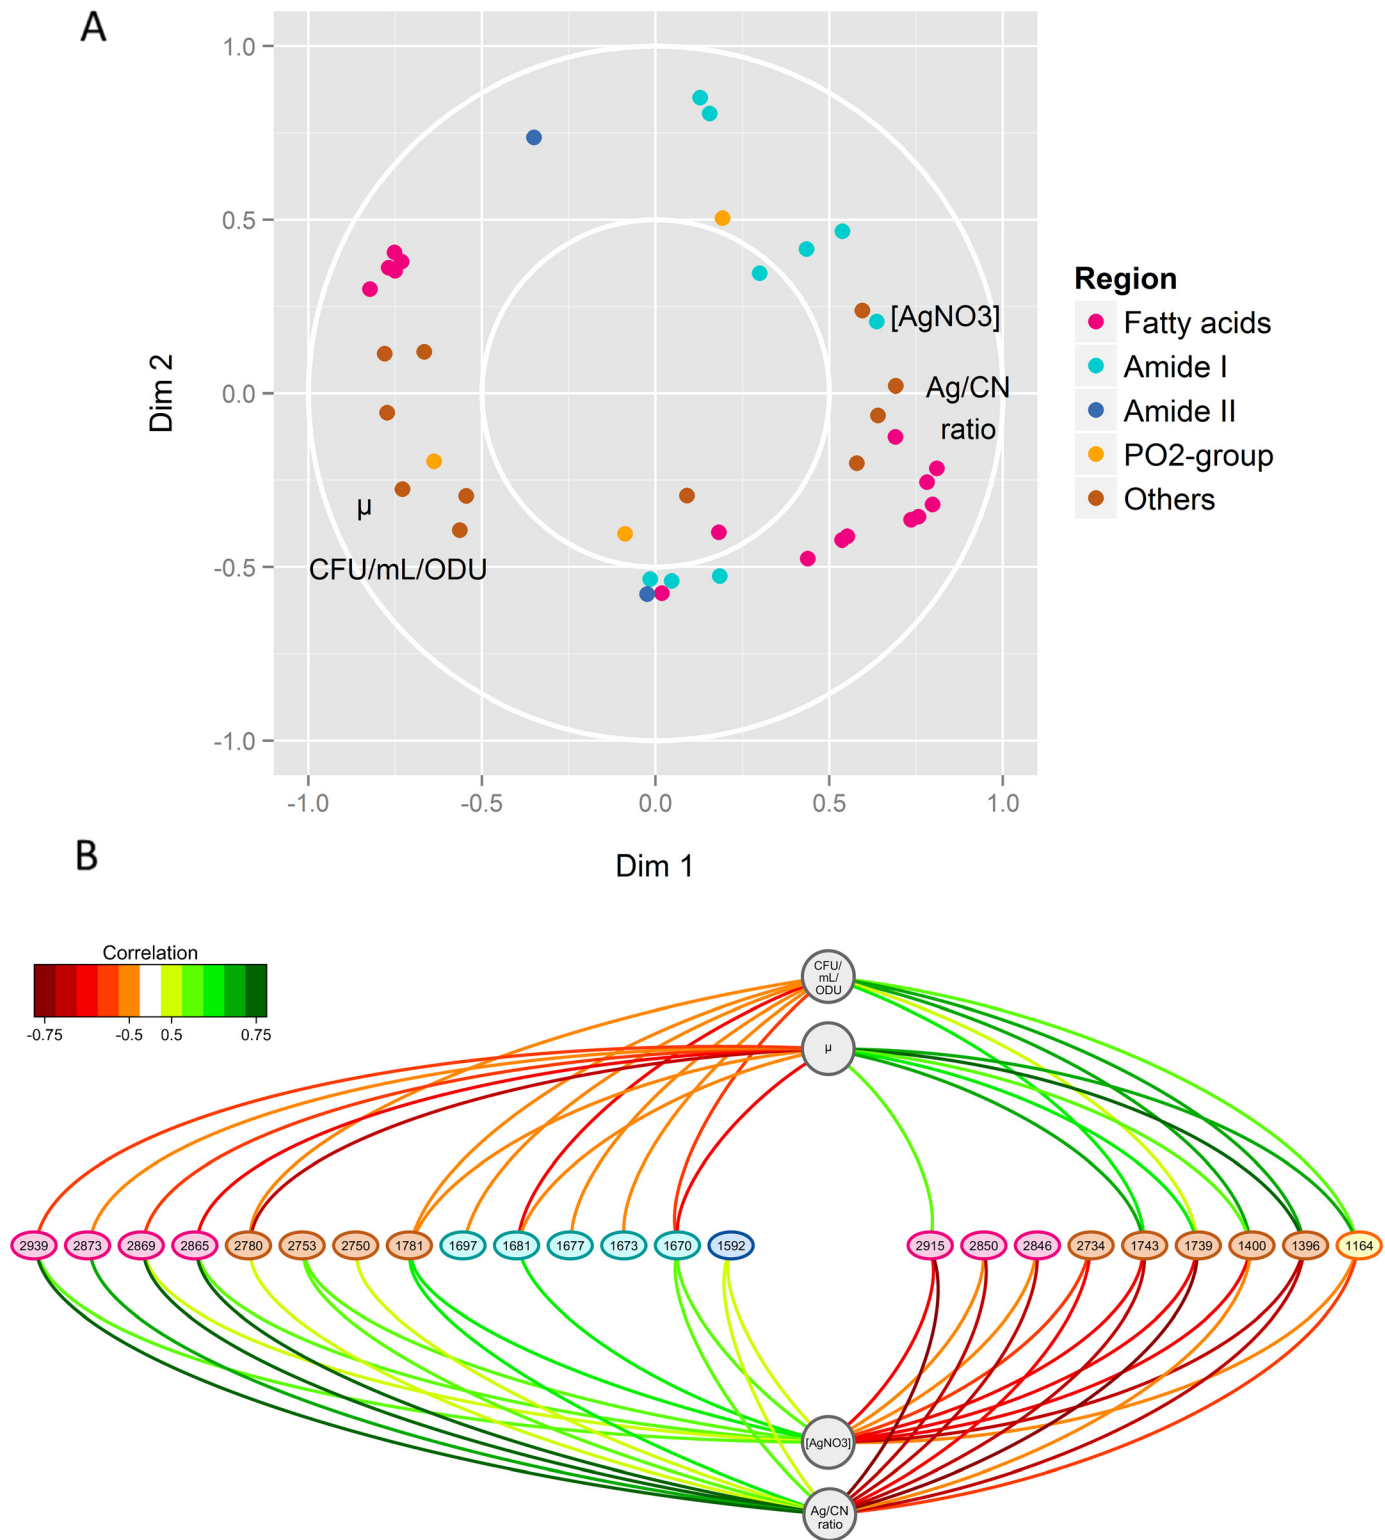 A
1.0
0.5
0.0
-0.5
-1.0
Dim 2
[AgNO3]
Ag/CN
ratio
µ
CFU/mL/ODU
-1.0 -0.5 0.0 0.5 1.0
Dim 1
Region
Fatty acids
Amide I
Amide II
PO2-group
Others
B
Correlation
-0.75 -0.5 0.5 0.75
CFU/
mL/
ODU
µ
2939 2873 2869 2865 2780 2753 2750 1781 1697 1681 1677 1673 1670 1592 2915 2850 2846 2734 1743 1739 1400 1396 1164
[AgNO3]
Ag/CN
ratio